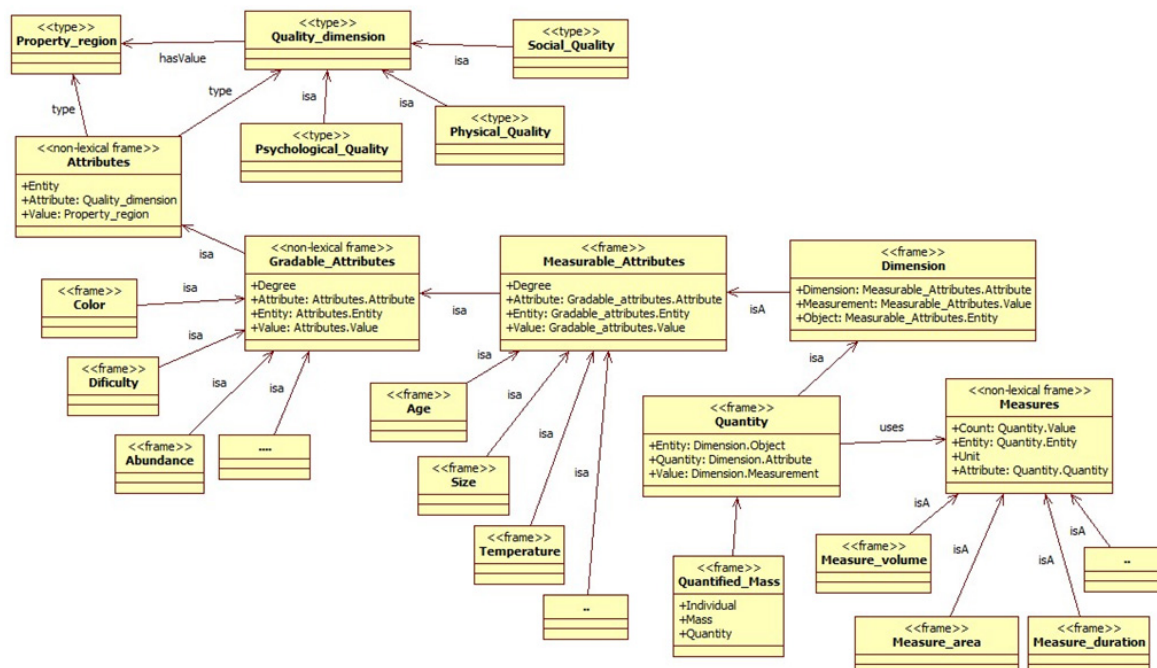 <<type>>
Property_region
<<type>>
Quality_dimension
<<type>>
Social_Quality
hasValue
isa
type
type
isa
isa
<<type>>
Psychological_Quality
<<type>>
Physical_Quality
<<non-lexical frame>>
Attributes
+Entity
+Attribute: Quality_dimension
+Value: Property_region
isa
<<non-lexical frame>>
Gradable_Attributes
+Degree
+Attribute: Attributes.Attribute
+Entity: Attributes.Entity
+Value: Attributes.Value
<<frame>>
Measurable_Attributes
+Degree
+Attribute: Gradable_attributes.Attribute
+Entity: Gradable_attributes.Entity
+Value: Gradable_attributes.Value
<<frame>>
Dimension
+Dimension: Measurable_Attributes.Attribute
+Measurement: Measurable_Attributes.Value
+Object: Measurable_Attributes.Entity
isa
isA
<<frame>>
Color
isa
<<frame>>
Dificulty
isa
isa
isa
<<frame>>
Abundance
....
<<frame>>
Age
isa
isa
isa
isa
<<frame>>
Size
<<frame>>
Temperature
..
isa
<<frame>>
Quantity
+Entity: Dimension.Object
+Quantity: Dimension.Attribute
+Value: Dimension.Measurement
uses
<<non-lexical frame>>
Measures
+Count: Quantity.Value
+Entity: Quantity.Entity
+Unit
+Attribute: Quantity.Quantity
<<frame>>
Quantified_Mass
+Individual
+Mass
+Quantity
isA
isA
isA
isA
<<frame>>
Measure_volume
..
<<frame>>
Measure_area
<<frame>>
Measure_duration